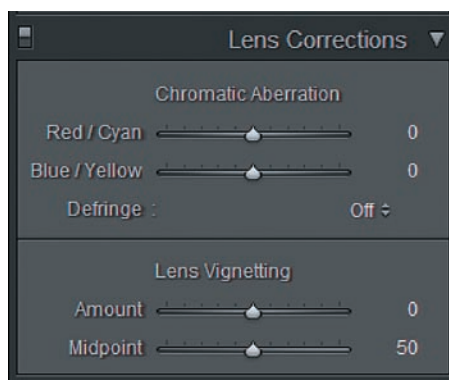 Lens Corrections
Chromatic Aberration
Red / Cyan 0
Blue / Yellow 0
Defringe : Off
Lens Vignetting
Amount 0
Midpoint 50